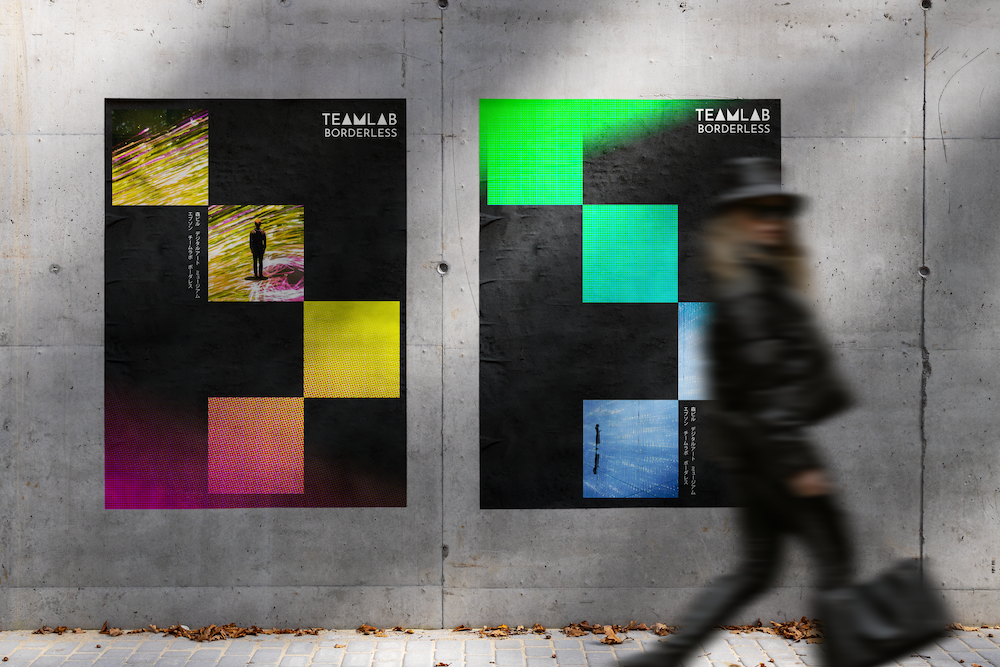 TEAMLAB
BORDERLESS
森ビル デジタルアート ミュージアム
エプソン チームラボ ボーダレス
TEAMLAB
BORDERLESS
森ビル デジタルアート ミュージアム
エプソン チームラボ ボーダレス